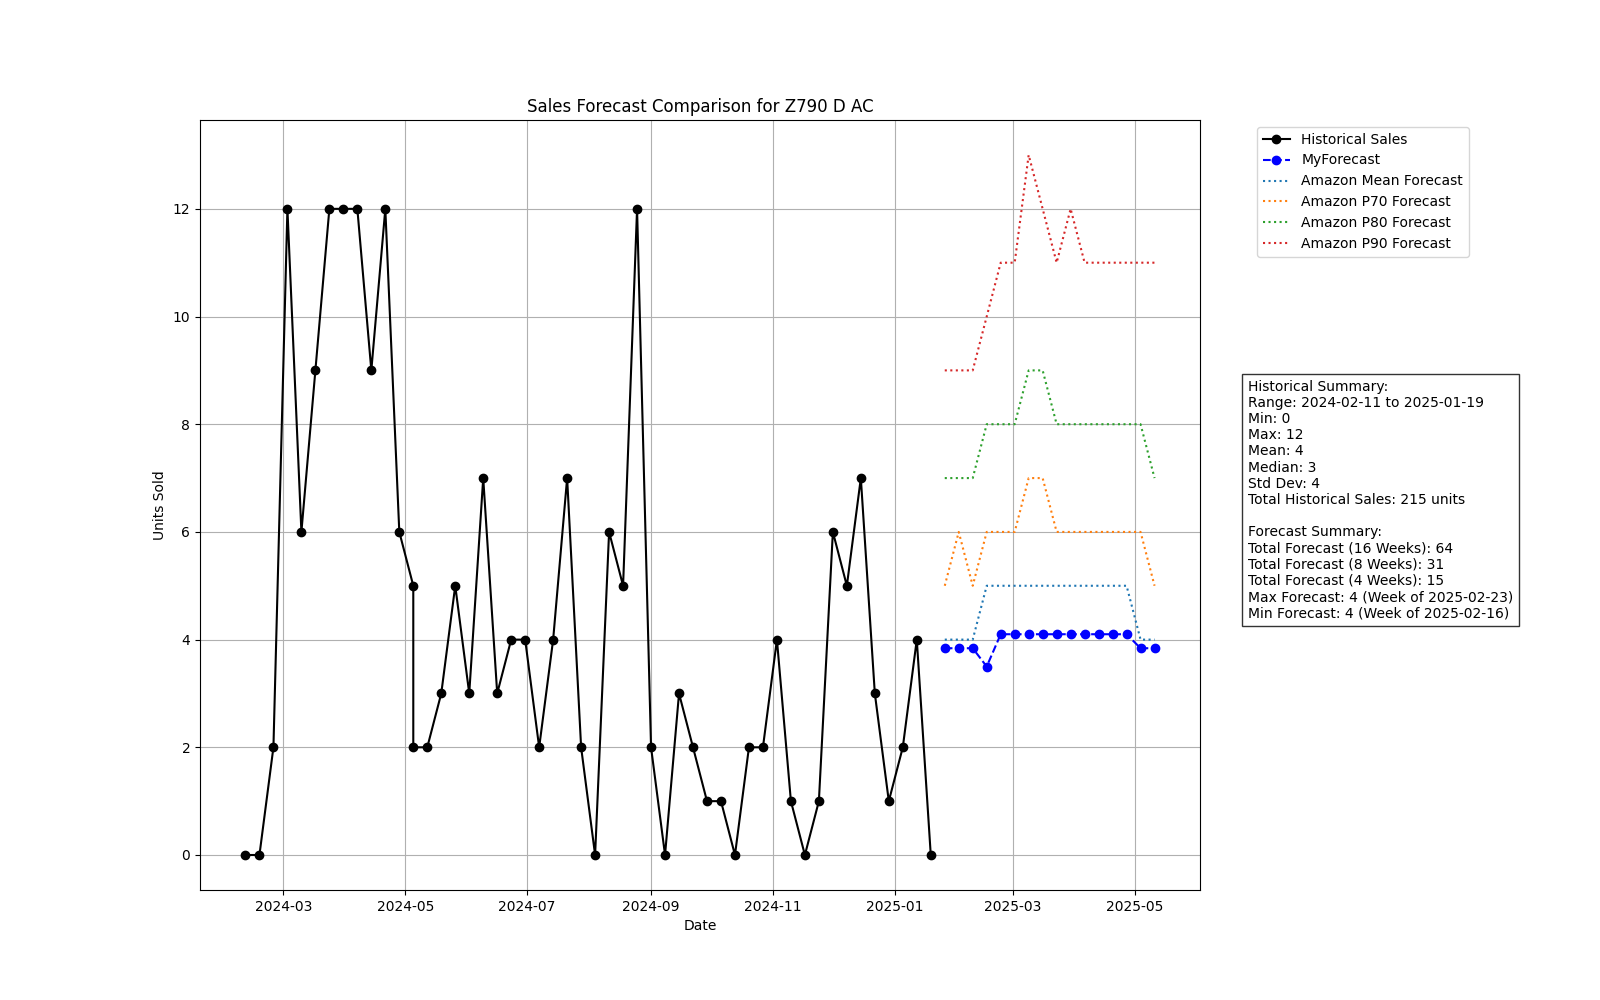 Sales Forecast Comparison for Z790 D AC
Units Sold
12
10
8
6
4
2
0
2024-03
2024-05
2024-07
2024-09
2024-11
2025-01
2025-03
2025-05
Date
Historical Sales
MyForecast
Amazon Mean Forecast
Amazon P70 Forecast
Amazon P80 Forecast
Amazon P90 Forecast
Historical Summary:
Range: 2024-02-11 to 2025-01-19
Min: 0
Max: 12
Mean: 4
Median: 3
Std Dev: 4
Total Historical Sales: 215 units
Forecast Summary:
Total Forecast (16 Weeks): 64
Total Forecast (8 Weeks): 31
Total Forecast (4 Weeks): 15
Max Forecast: 4 (Week of 2025-02-23)
Min Forecast: 4 (Week of 2025-02-16)